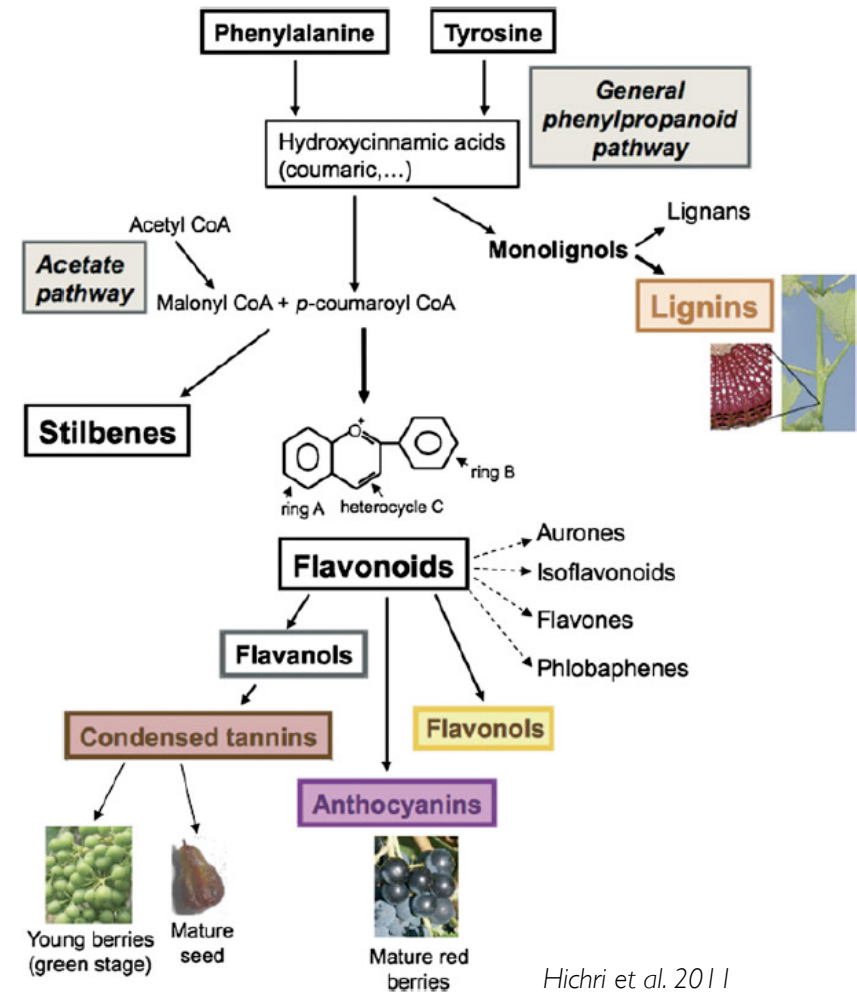 Phenylalanine
Tyrosine
General
phenylpropanoid
pathway
Hydroxycinnamic acids
(coumaric,...)
Acetyl CoA
Lignans
Monolignols
Acetate
pathway
Malonyl CoA + p-coumaroyl CoA
Lignins
Stilbenes
O
+
ring B
ring A
heterocycle C
Flavonoids
Aurones
Isoflavonoids
Flavones
Phlobaphenes
Flavanols
Condensed tannins
Flavonols
Anthocyanins
Young berries
(green stage)
Mature
seed
Mature red
berries
Hichri et al. 2011